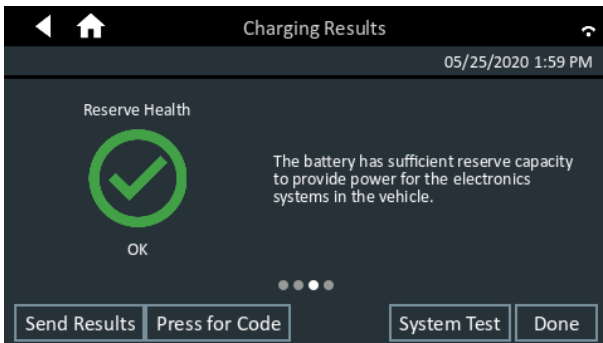 Charging Results
05/25/2020 1:59 PM
Reserve Health
OK
The battery has sufficient reserve capacity
to provide power for the electronics
systems in the vehicle.
Send Results
Press for Code
System Test
Done